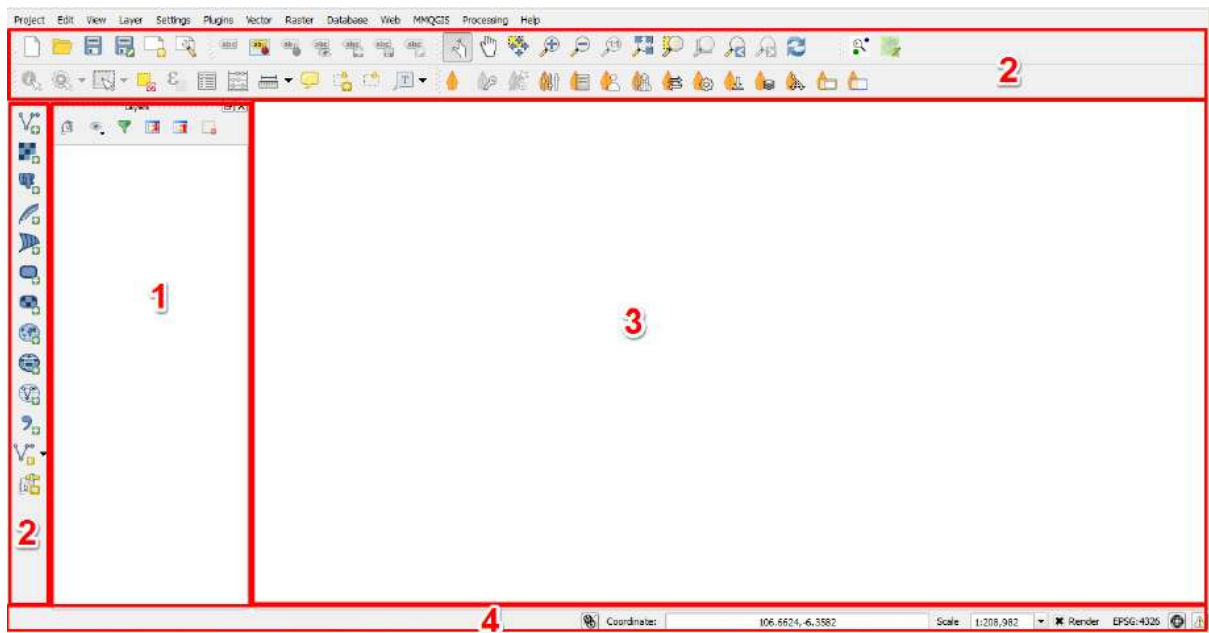 Project Edit View Layer Settings Plugins Vector Raster Database Web MMQGIS Processing Help
2
Layers
1
3
2
4
Coordinate: 106.6624,-6.3582 Scale 1:208,982 Render EPSG:4326